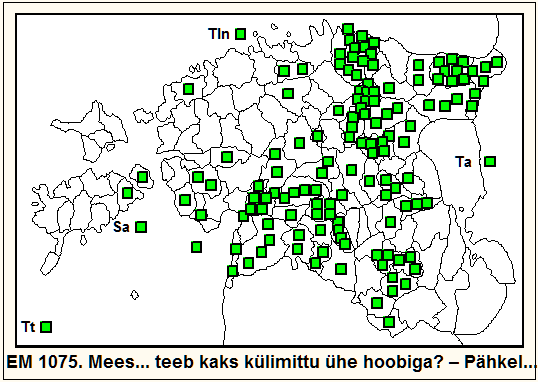 Tln
Ta
Sa
Tt
EM 1075. Mees... teeb kaks külimittu ühe hoobiga? – Pähkel...